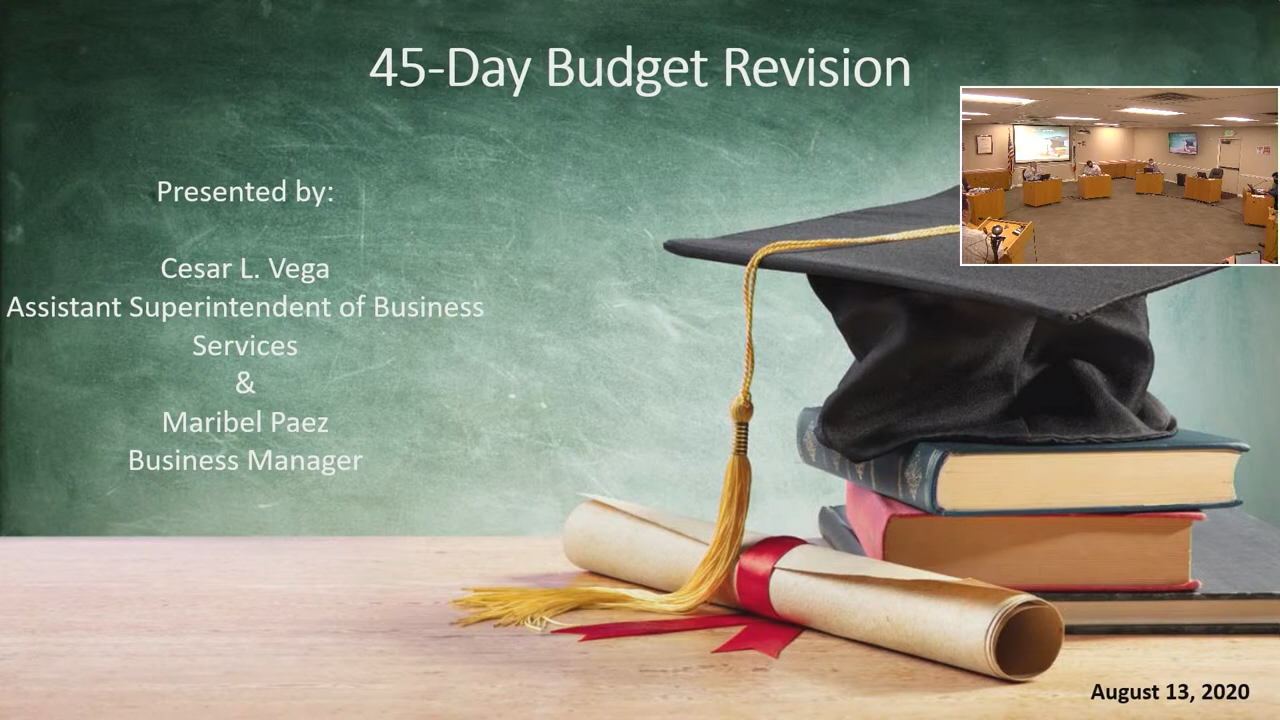 45-Day Budget Revision
Presented by:
Cesar L. Vega
Assistant Superintendent of Business
Services
&
Maribel Paez
Business Manager
August 13, 2020